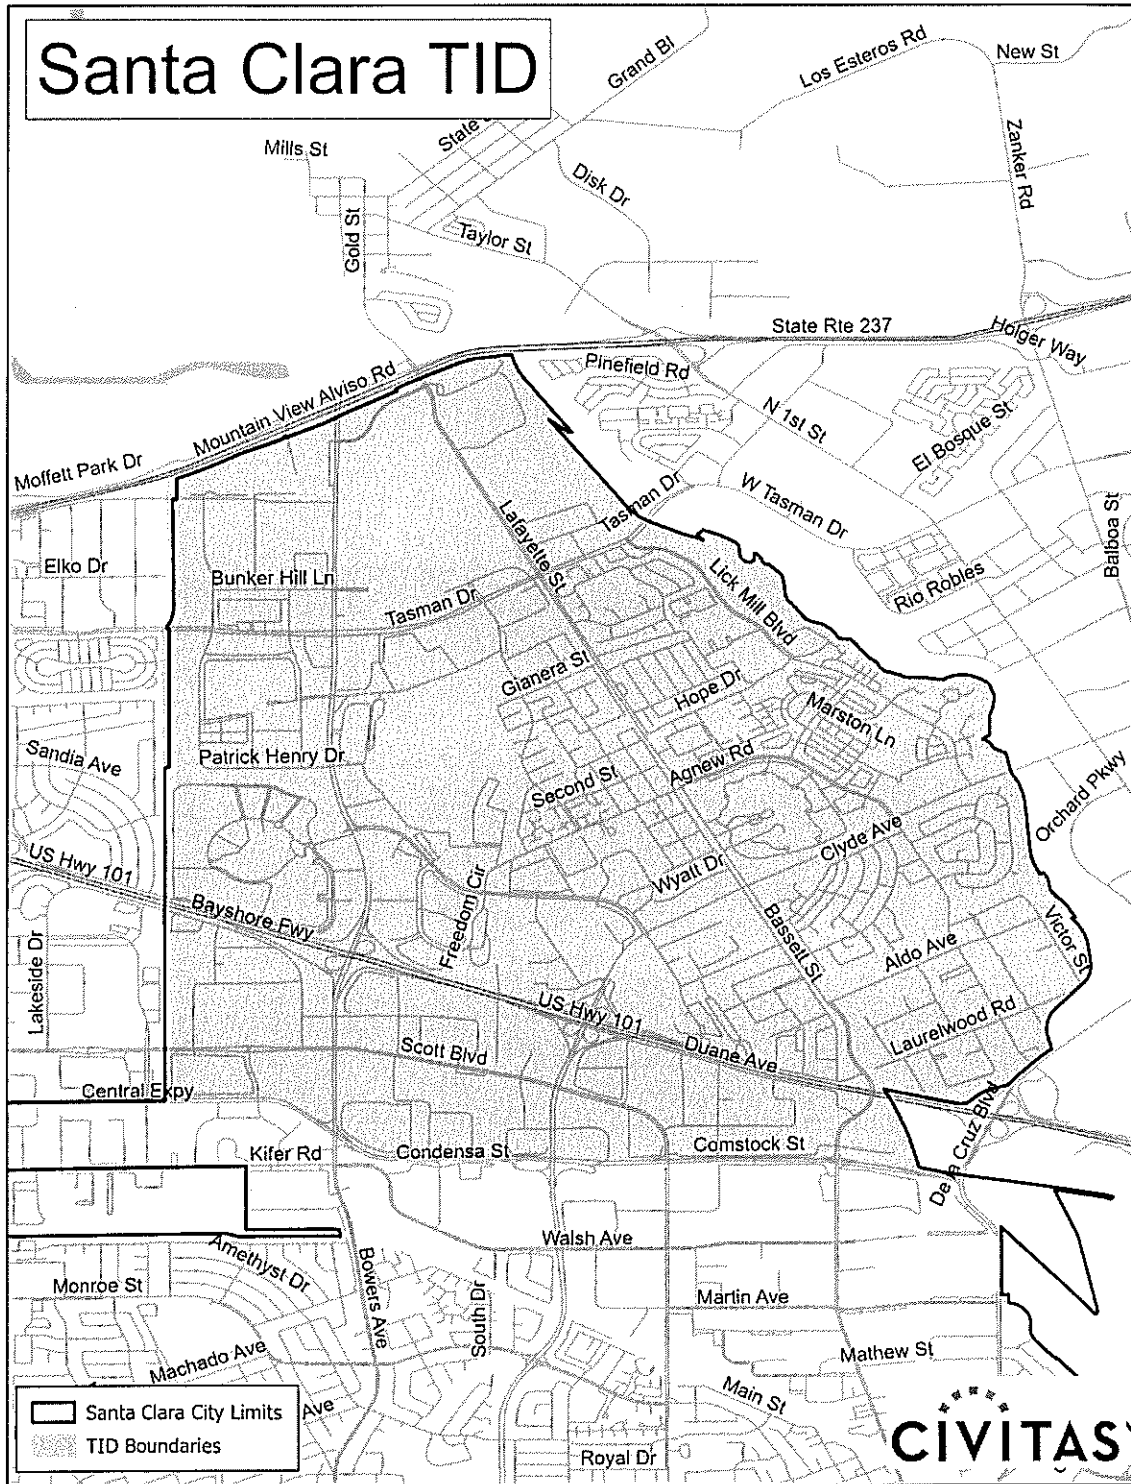 Santa Clara TID
Grand Bl
Los Esteros Rd
New St
State
Mills St
Zanker Rd
Disk Dr
Gold St
Taylor St
State Rte 237
Holger Way
Pinefield Rd
Mountain View Alviso Rd
N 1st St
El Bosque St
Moffett Park Dr
Tasman Dr
W Tasman Dr
Lafayette St
Balboa St
Elko Dr
Bunker Hill Ln
Lick Mill Blvd
Rio Robles
Tasman Dr
Gianera St
Hope Dr
Marston Ln
Sandia Ave
Patrick Henry Dr
Agnew Rd
Second St
Orchard Pkwy
Clyde Ave
US Hwy 101
Wyatt Dr
Freedom Cir
Bayshore Fwy
Bassett St
Victor St
Aldo Ave
Lakeside Dr
US Hwy 101
Laurelwood Rd
Scott Blvd
Duane Ave
Central Expy
De la Cruz Blvd
Kifer Rd
Condensa St
Comstock St
Walsh Ave
Amethyst Dr
Monroe St
Bowers Ave
South Dr
Martin Ave
Machado Ave
Mathew St
Main St
Santa Clara City Limits
Ave
TID Boundaries
Royal Dr
CIVITAS